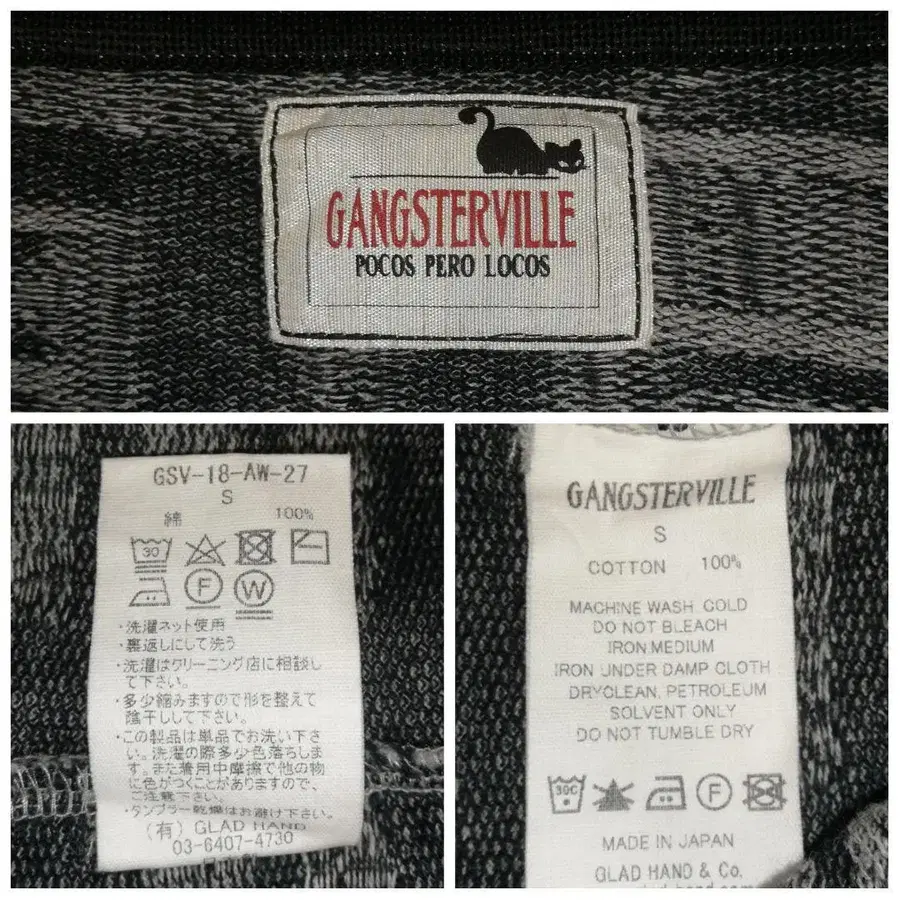 GANGSTERVILLE
POCOS PERO LOCOS
GSV-18-AW-27
S
綿 100%
30
F W
・洗濯ネット使用
・裏返しにして洗う
・洗濯はクリーニング店に相談し
て下さい。
・多少縮みますので形を整えて
陰干しして下さい。
・この製品は単品でお洗い下さ
い。洗濯の際多少色落ちしま
す。また着用中摩擦で他の物
に色がつくことがありますので、
ご注意下さい。
・タンブラー乾燥はお避け下さい。
(有) GLAD HAND
03-6407-4730
GANGSTERVILLE
S
COTTON 100%
MACHINE WASH, COLD
DO NOT BLEACH
IRON MEDIUM
IRON UNDER DAMP CLOTH
DRYCLEAN, PETROLEUM
SOLVENT ONLY
DO NOT TUMBLE DRY
30C F
MADE IN JAPAN
GLAD HAND & Co.